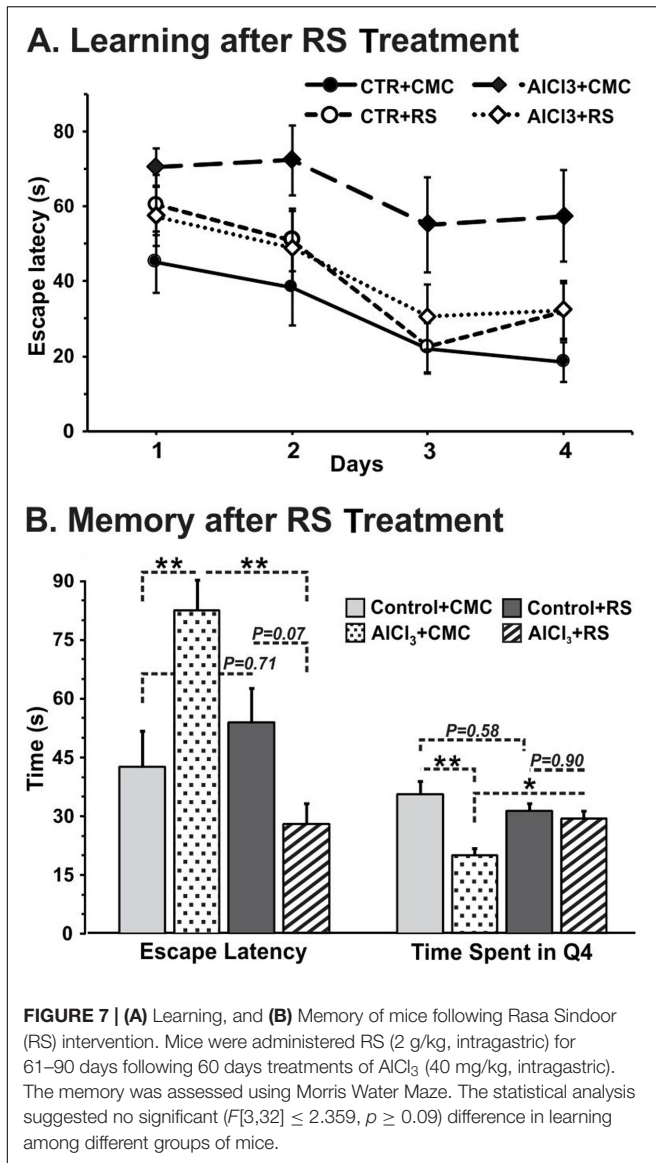 A. Learning after RS Treatment
CTR+CMC AlCl3+CMC
CTR+RS AlCl3+RS
Escape latecy (s)
80
60
40
20
0
1 2 3 4
Days
B. Memory after RS Treatment
** **
P=0.07
P=0.71
Control+CMC Control+RS
AlCl₃+CMC AlCl₃+RS
Time (s)
90
75
45
30
15
0
P=0.58
P=0.90
** *
Escape Latency Time Spent in Q4
FIGURE 7 | (A) Learning, and (B) Memory of mice following Rasa Sindoor
(RS) intervention. Mice were administered RS (2 g/kg, intragastric) for
61–90 days following 60 days treatments of AlCl₃ (40 mg/kg, intragastric).
The memory was assessed using Morris Water Maze. The statistical analysis
suggested no significant (F[3,32] ≤ 2.359, p ≥ 0.09) difference in learning
among different groups of mice.